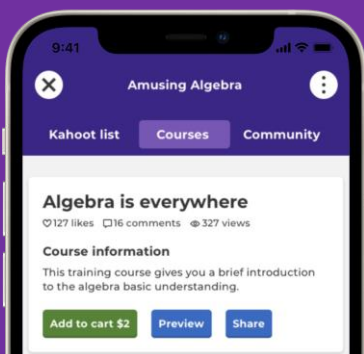 9:41
Amusing Algebra
Kahoot list Courses Community
Algebra is everywhere
127 likes 16 comments 327 views
Course information
This training course gives you a brief introduction
to the algebra basic understanding.
Add to cart $2 Preview Share